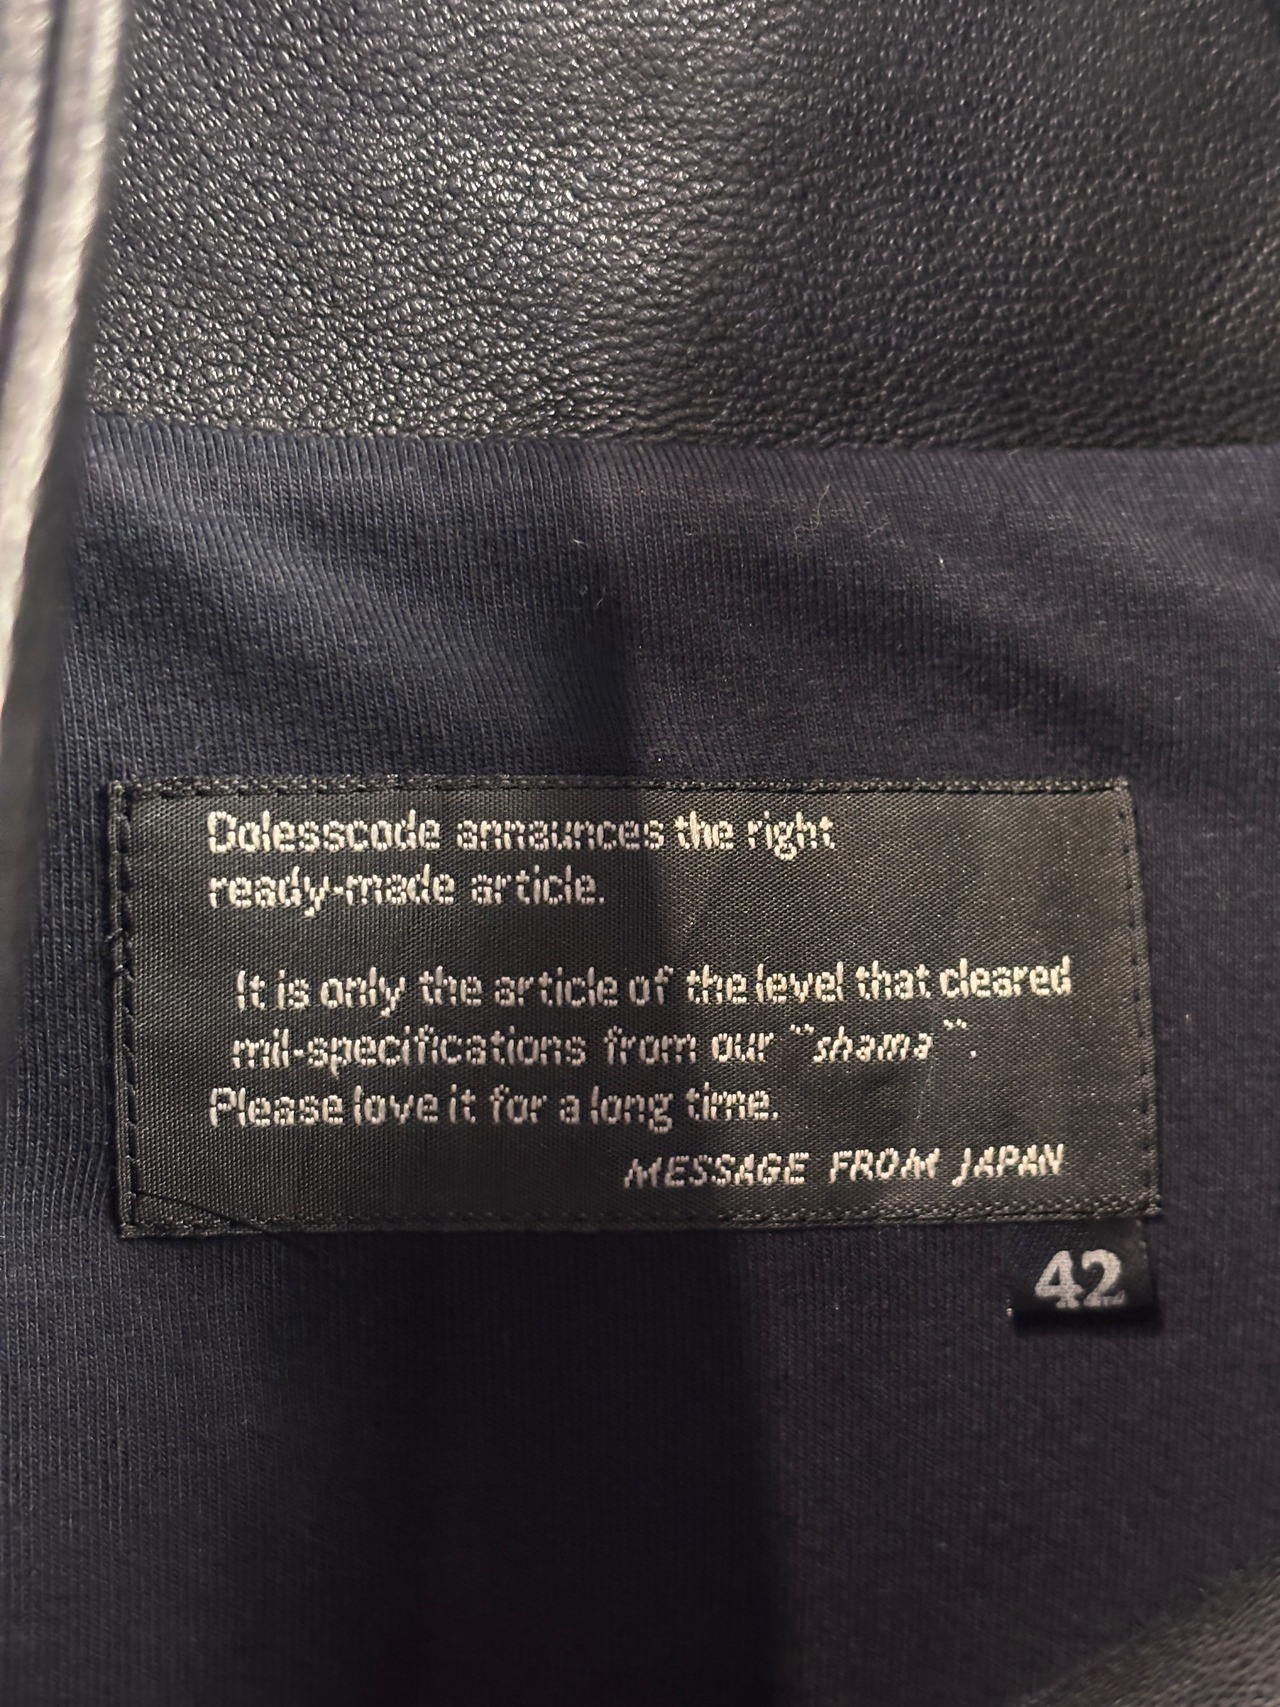 Dolesscode annaunces the right
ready-made article.
It is only the article of the level that cleared
mil-specifications from our "shama".
Please love it for a long time.
MESSAGE FROM JAPAN
42